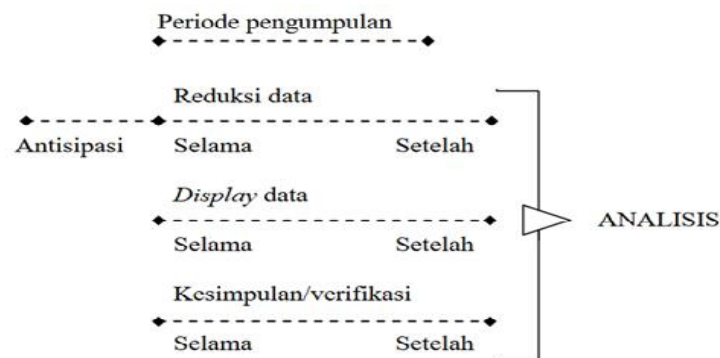 Periode pengumpulan
Reduksi data
Antisipasi Selama Setelah
Display data
Selama Setelah
ANALISIS
Kesimpulan/verifikasi
Selama Setelah